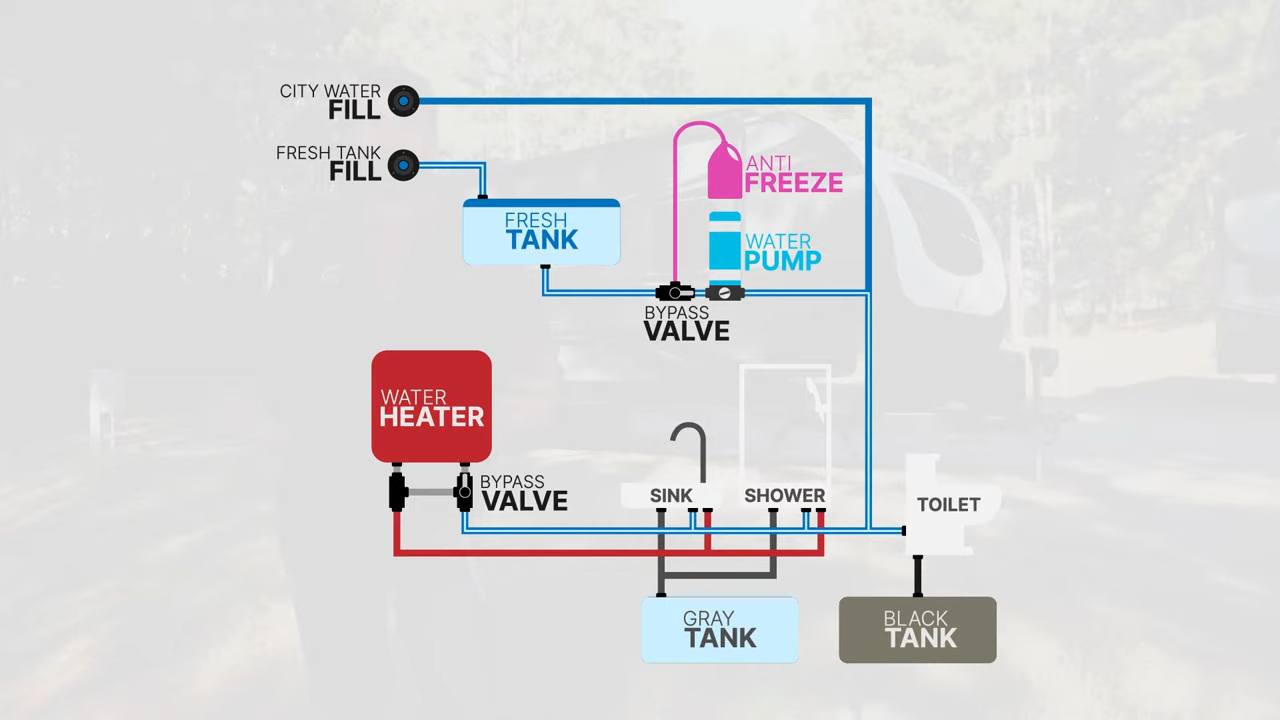 CITY WATER
FILL
FRESH TANK
FILL
ANTI
FREEZE
FRESH
TANK
WATER
PUMP
BYPASS
VALVE
WATER
HEATER
BYPASS
VALVE
SINK
SHOWER
TOILET
GRAY
TANK
BLACK
TANK